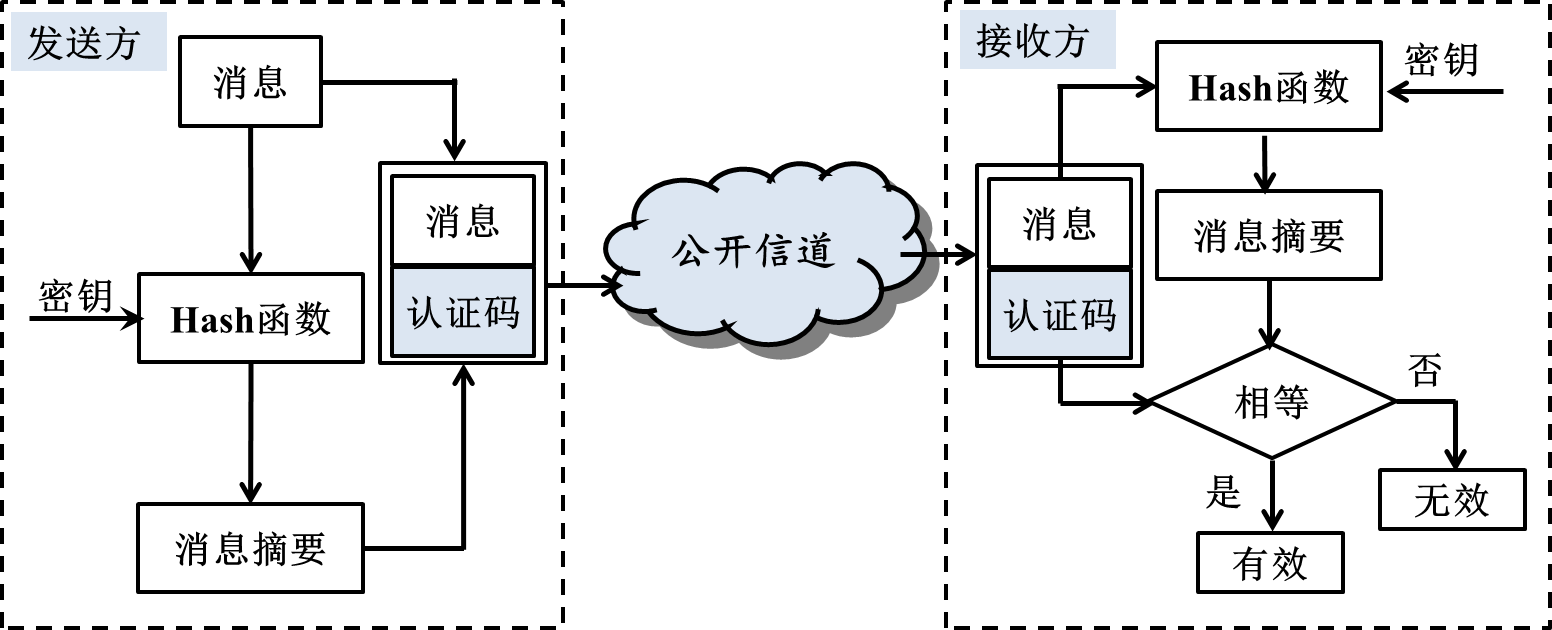 发送方
消息
密钥
Hash函数
消息摘要
消息
认证码
公开信道
接收方
消息
认证码
Hash函数
密钥
消息摘要
相等
否
无效
是
有效